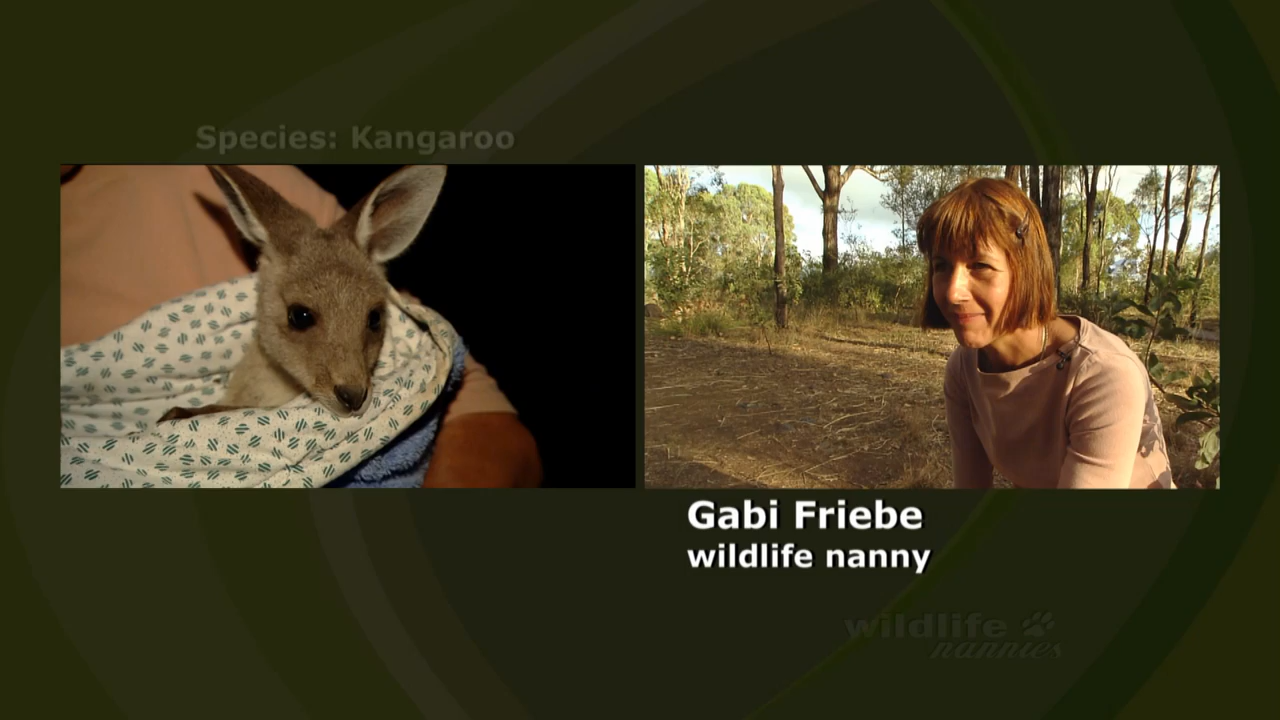 Species: Kangaroo
Gabi Friebe
wildlife nanny
wildlife
nannies